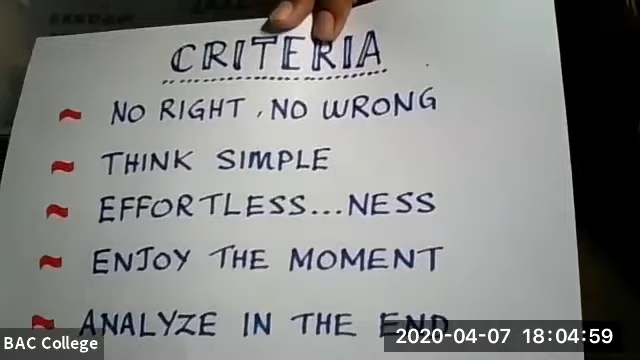 CRITERIA
NO RIGHT, NO WRONG
THINK SIMPLE
EFFORTLESS...NESS
ENJOY THE MOMENT
ANALYZE IN THE END
BAC College
2020-04-07 18:04:59